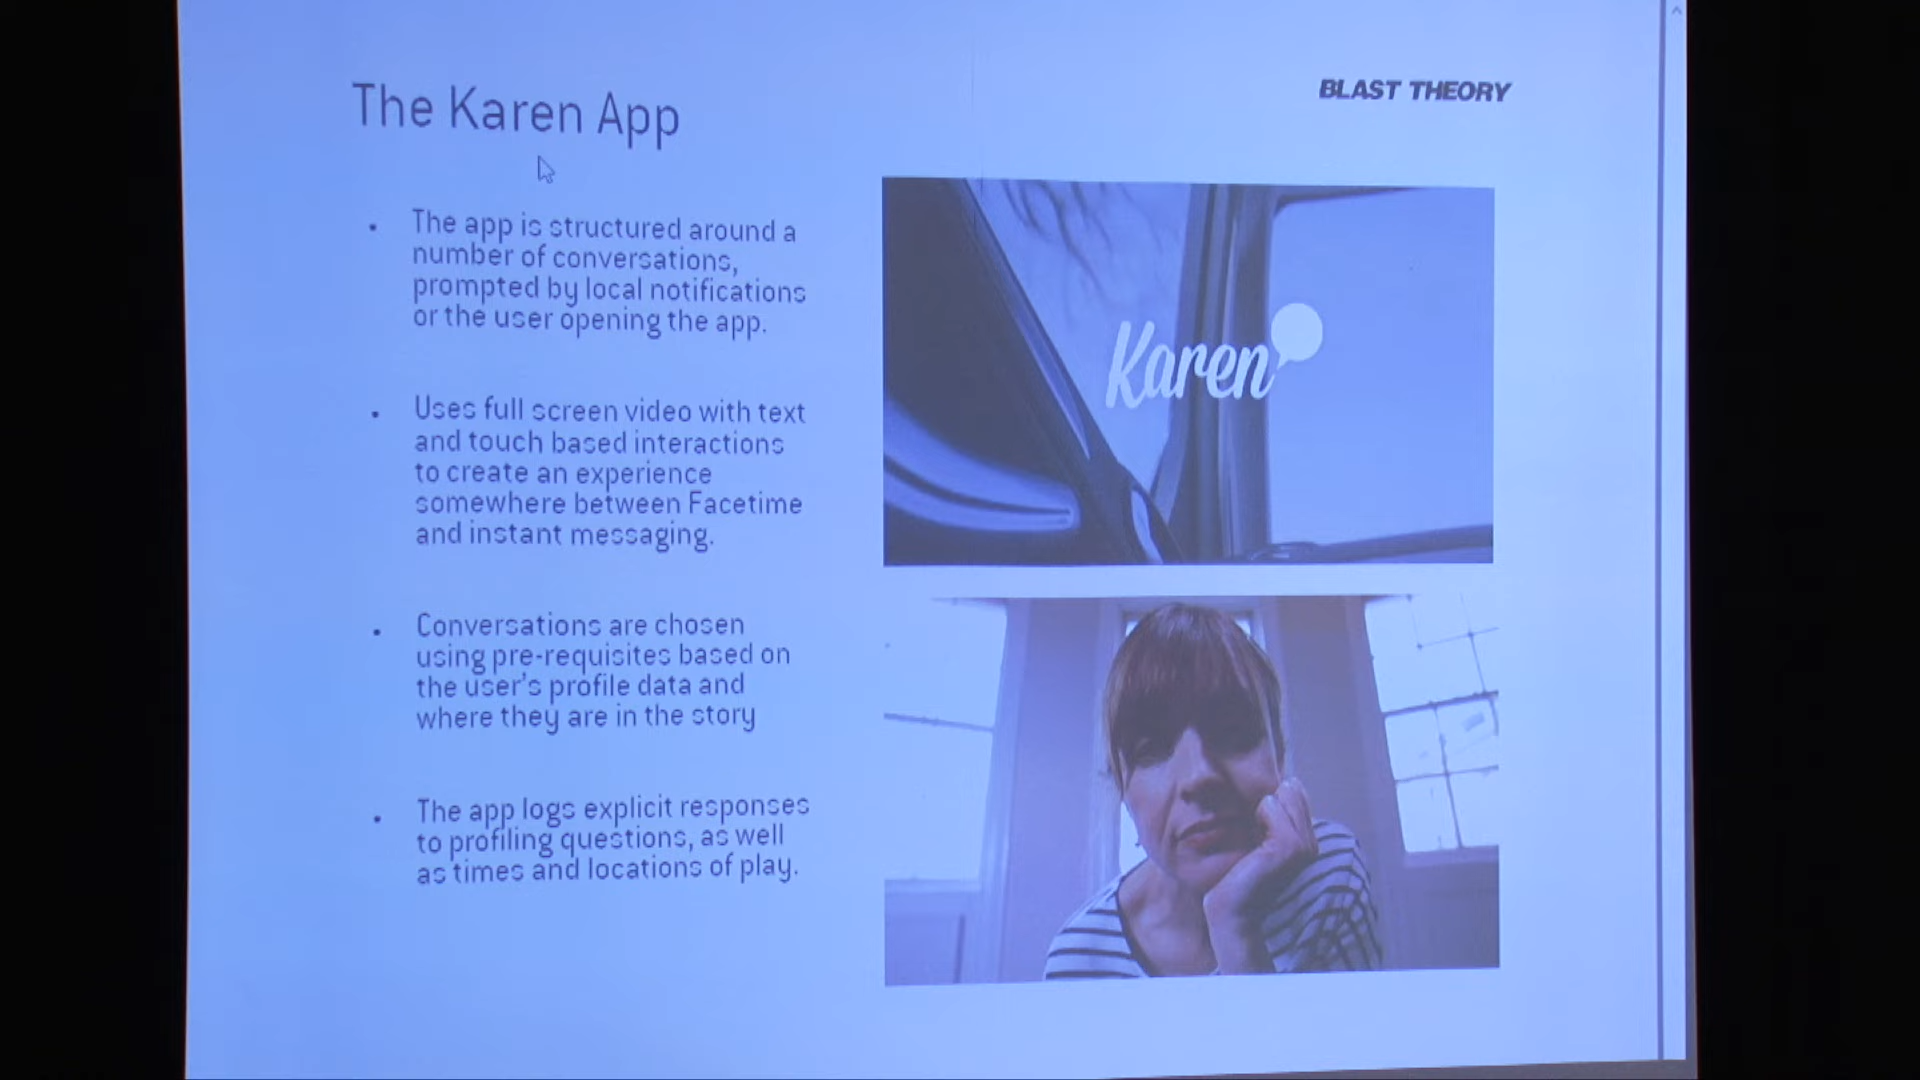 The Karen App
BLAST THEORY
The app is structured around a
number of conversations,
prompted by local notifications
or the user opening the app.
Uses full screen video with text
and touch based interactions
to create an experience
somewhere between Facetime
and instant messaging.
Conversations are chosen
using pre-requisites based on
the user's profile data and
where they are in the story
The app logs explicit responses
to profiling questions, as well
as times and locations of play.
Karen